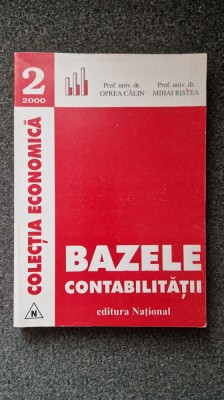 2
2000
Prof. univ. dr.
OPREA CĂLIN
Prof. univ. dr.
MIHAI RISTEA
COLECȚIA ECONOMICĂ
BAZELE
CONTABILITĂȚII
editura Național
N